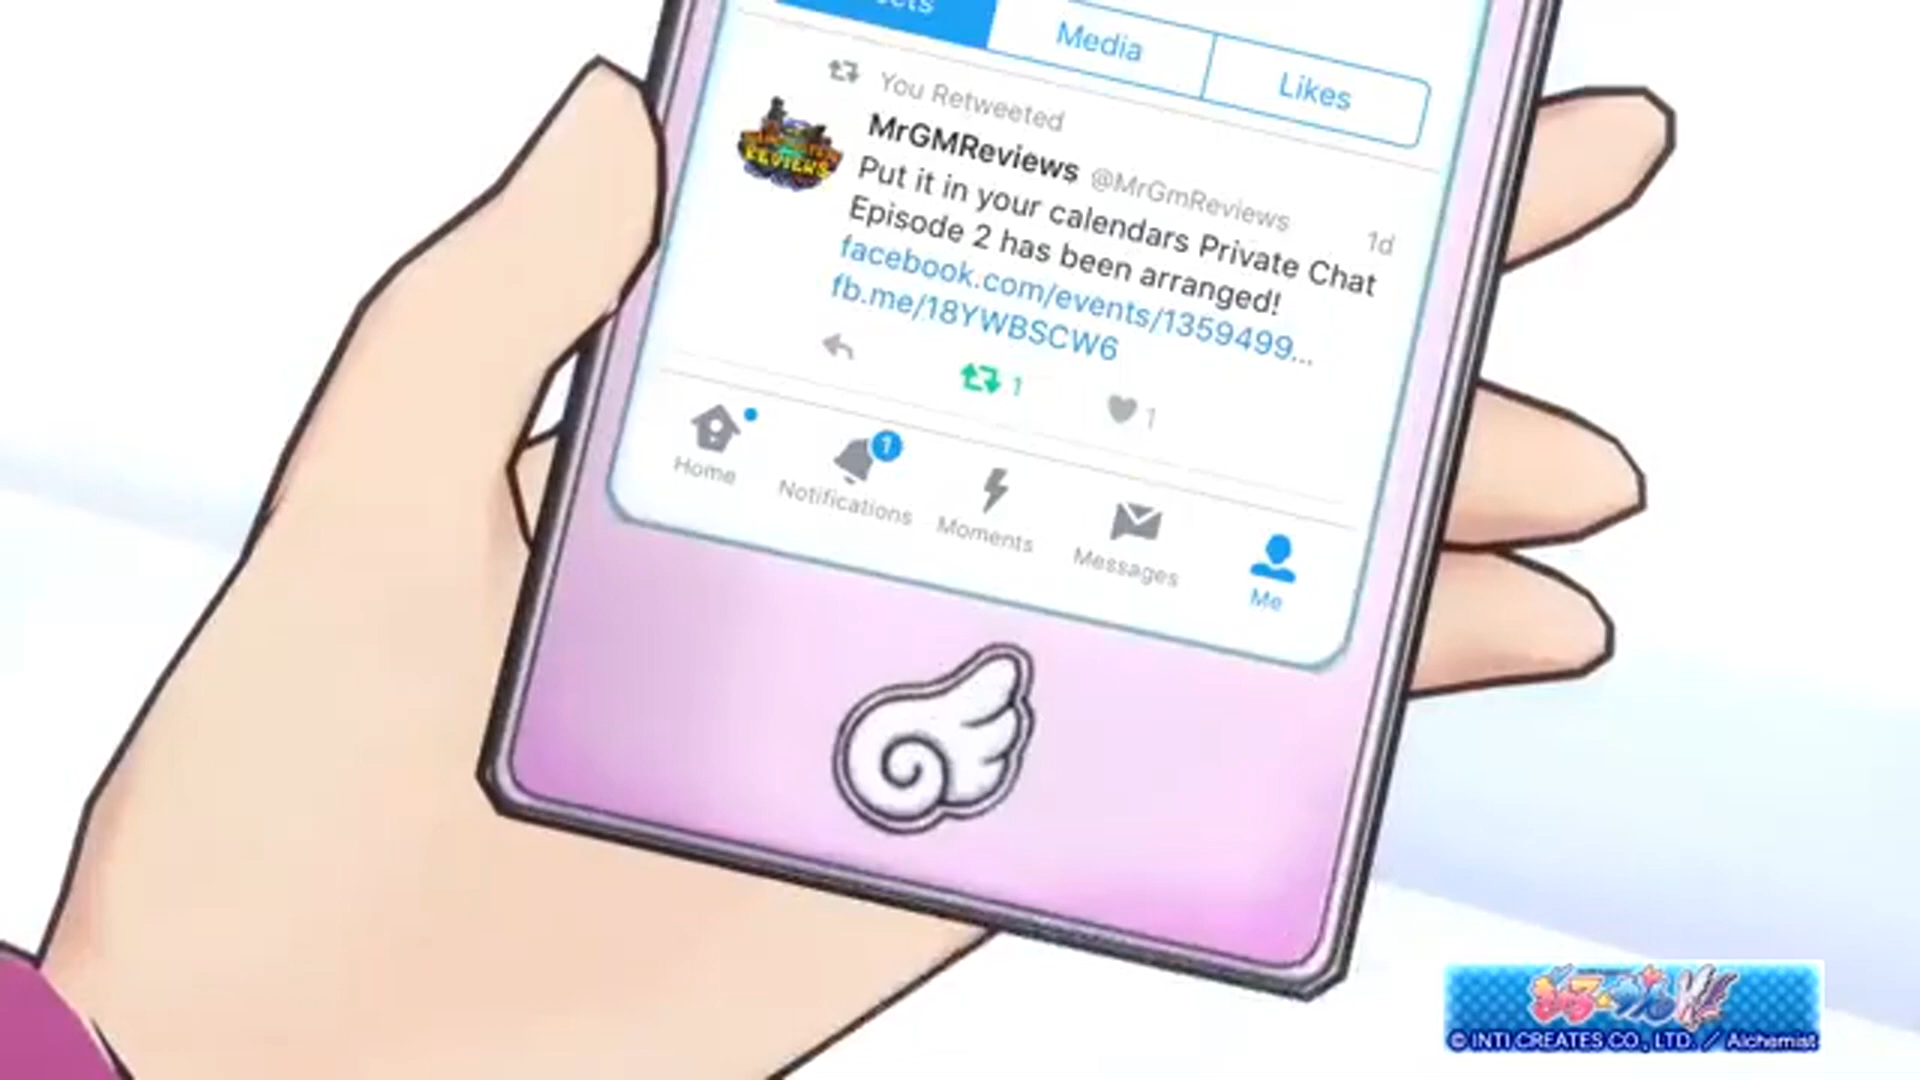 Media
Likes
You Retweeted
MrGMReviews @MrGmReviews 1d
Put it in your calendars Private Chat
Episode 2 has been arranged!
facebook.com/events/1359499...
fb.me/18YWBSCW6
1
1
1
Home
Notifications
Moments
Messages
Me
© INTI CREATES CO., LTD. / Alchemist